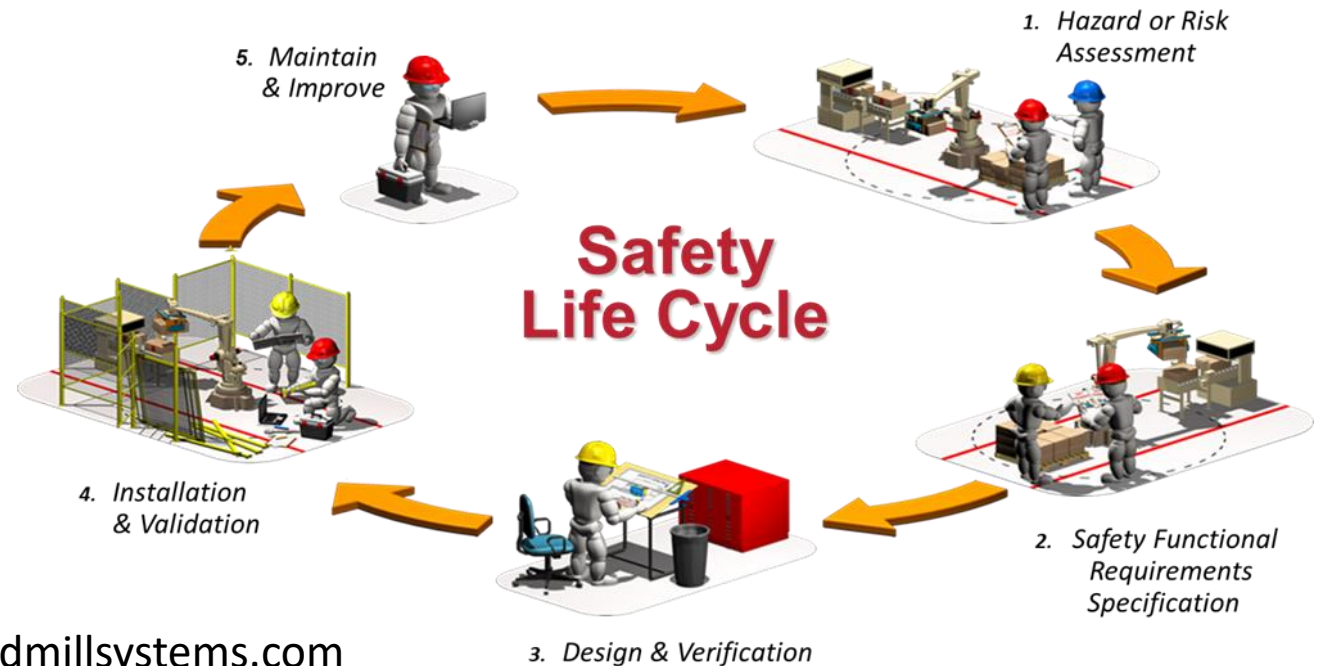 1. Hazard or Risk
Assessment
5. Maintain
& Improve
Safety
Life Cycle
4. Installation
& Validation
2. Safety Functional
Requirements
Specification
3. Design & Verification
dmillsystems.com